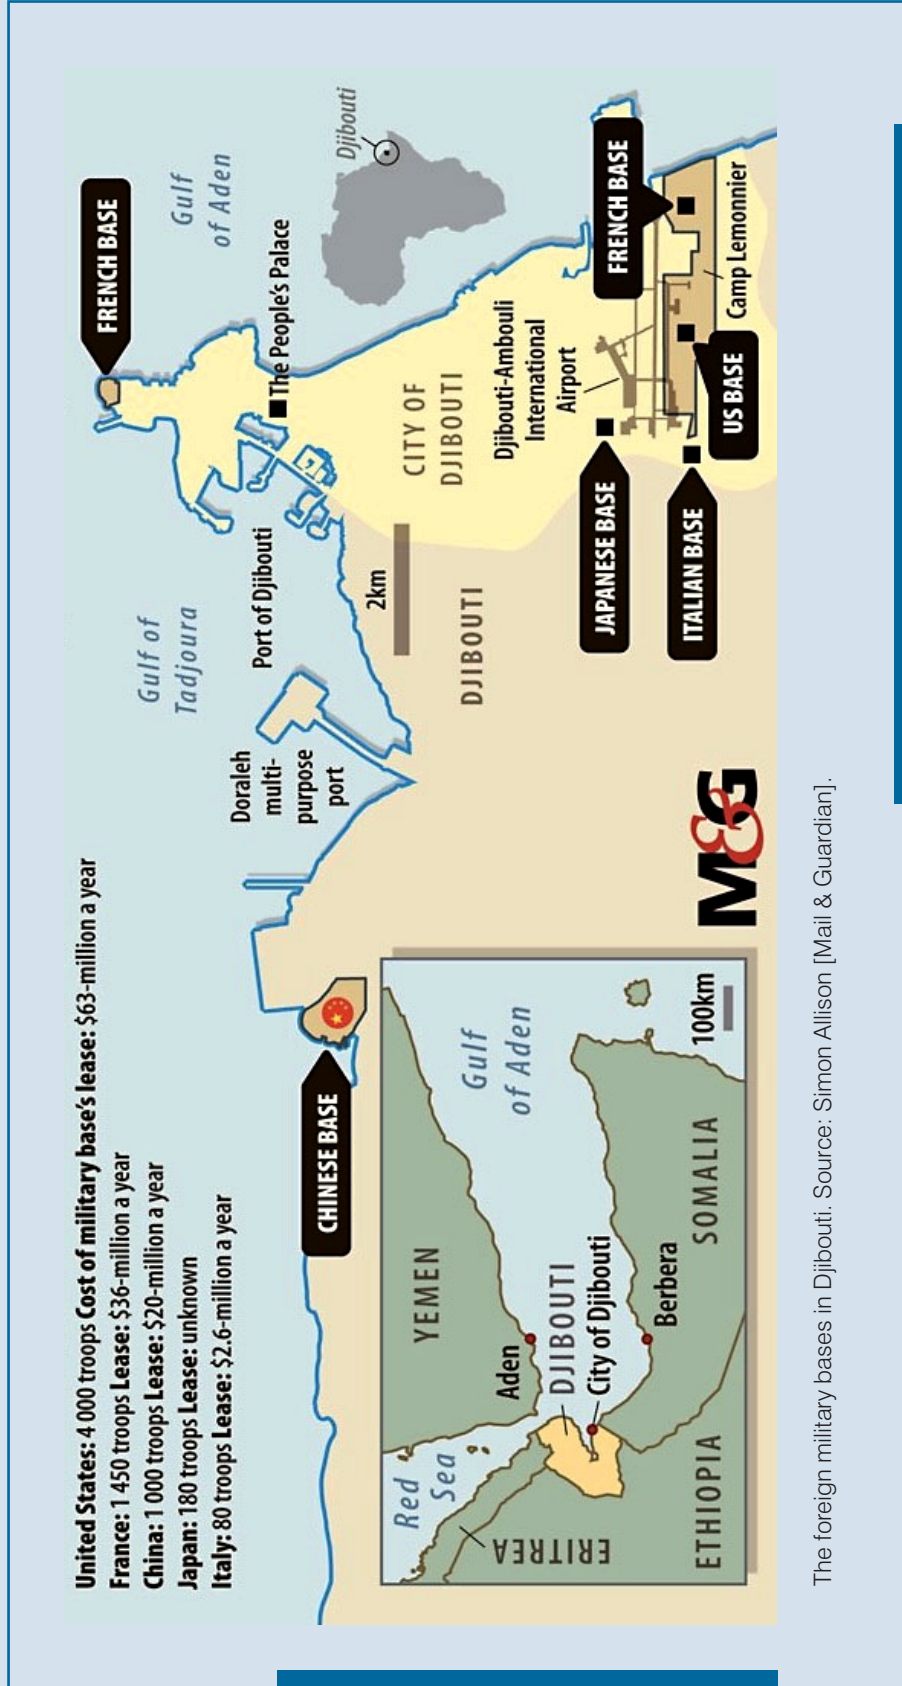 United States: 4 000 troops Cost of military base's lease: $63-million a year
France: 1 450 troops Lease: $36-million a year
China: 1 000 troops Lease: $20-million a year
Japan: 180 troops Lease: unknown
Italy: 80 troops Lease: $2.6-million a year
FRENCH BASE
Gulf
of Aden
Djibouti
The People's Palace
Gulf of
Tadjoura
Port of Djibouti
Doraleh
multi-
purpose
port
2km
CITY OF
DJIBOUTI
DJIBOUTI
Djibouti-Ambouli
International
Airport
FRENCH BASE
Camp Lemonnier
US BASE
JAPANESE BASE
ITALIAN BASE
CHINESE BASE
M&G
Red
Sea
YEMEN
Aden
Gulf
of Aden
DJIBOUTI
City of Djibouti
Berbera
ERITREA
ETHIOPIA
SOMALIA
100km
The foreign military bases in Djibouti. Source: Simon Allison [Mail & Guardian].